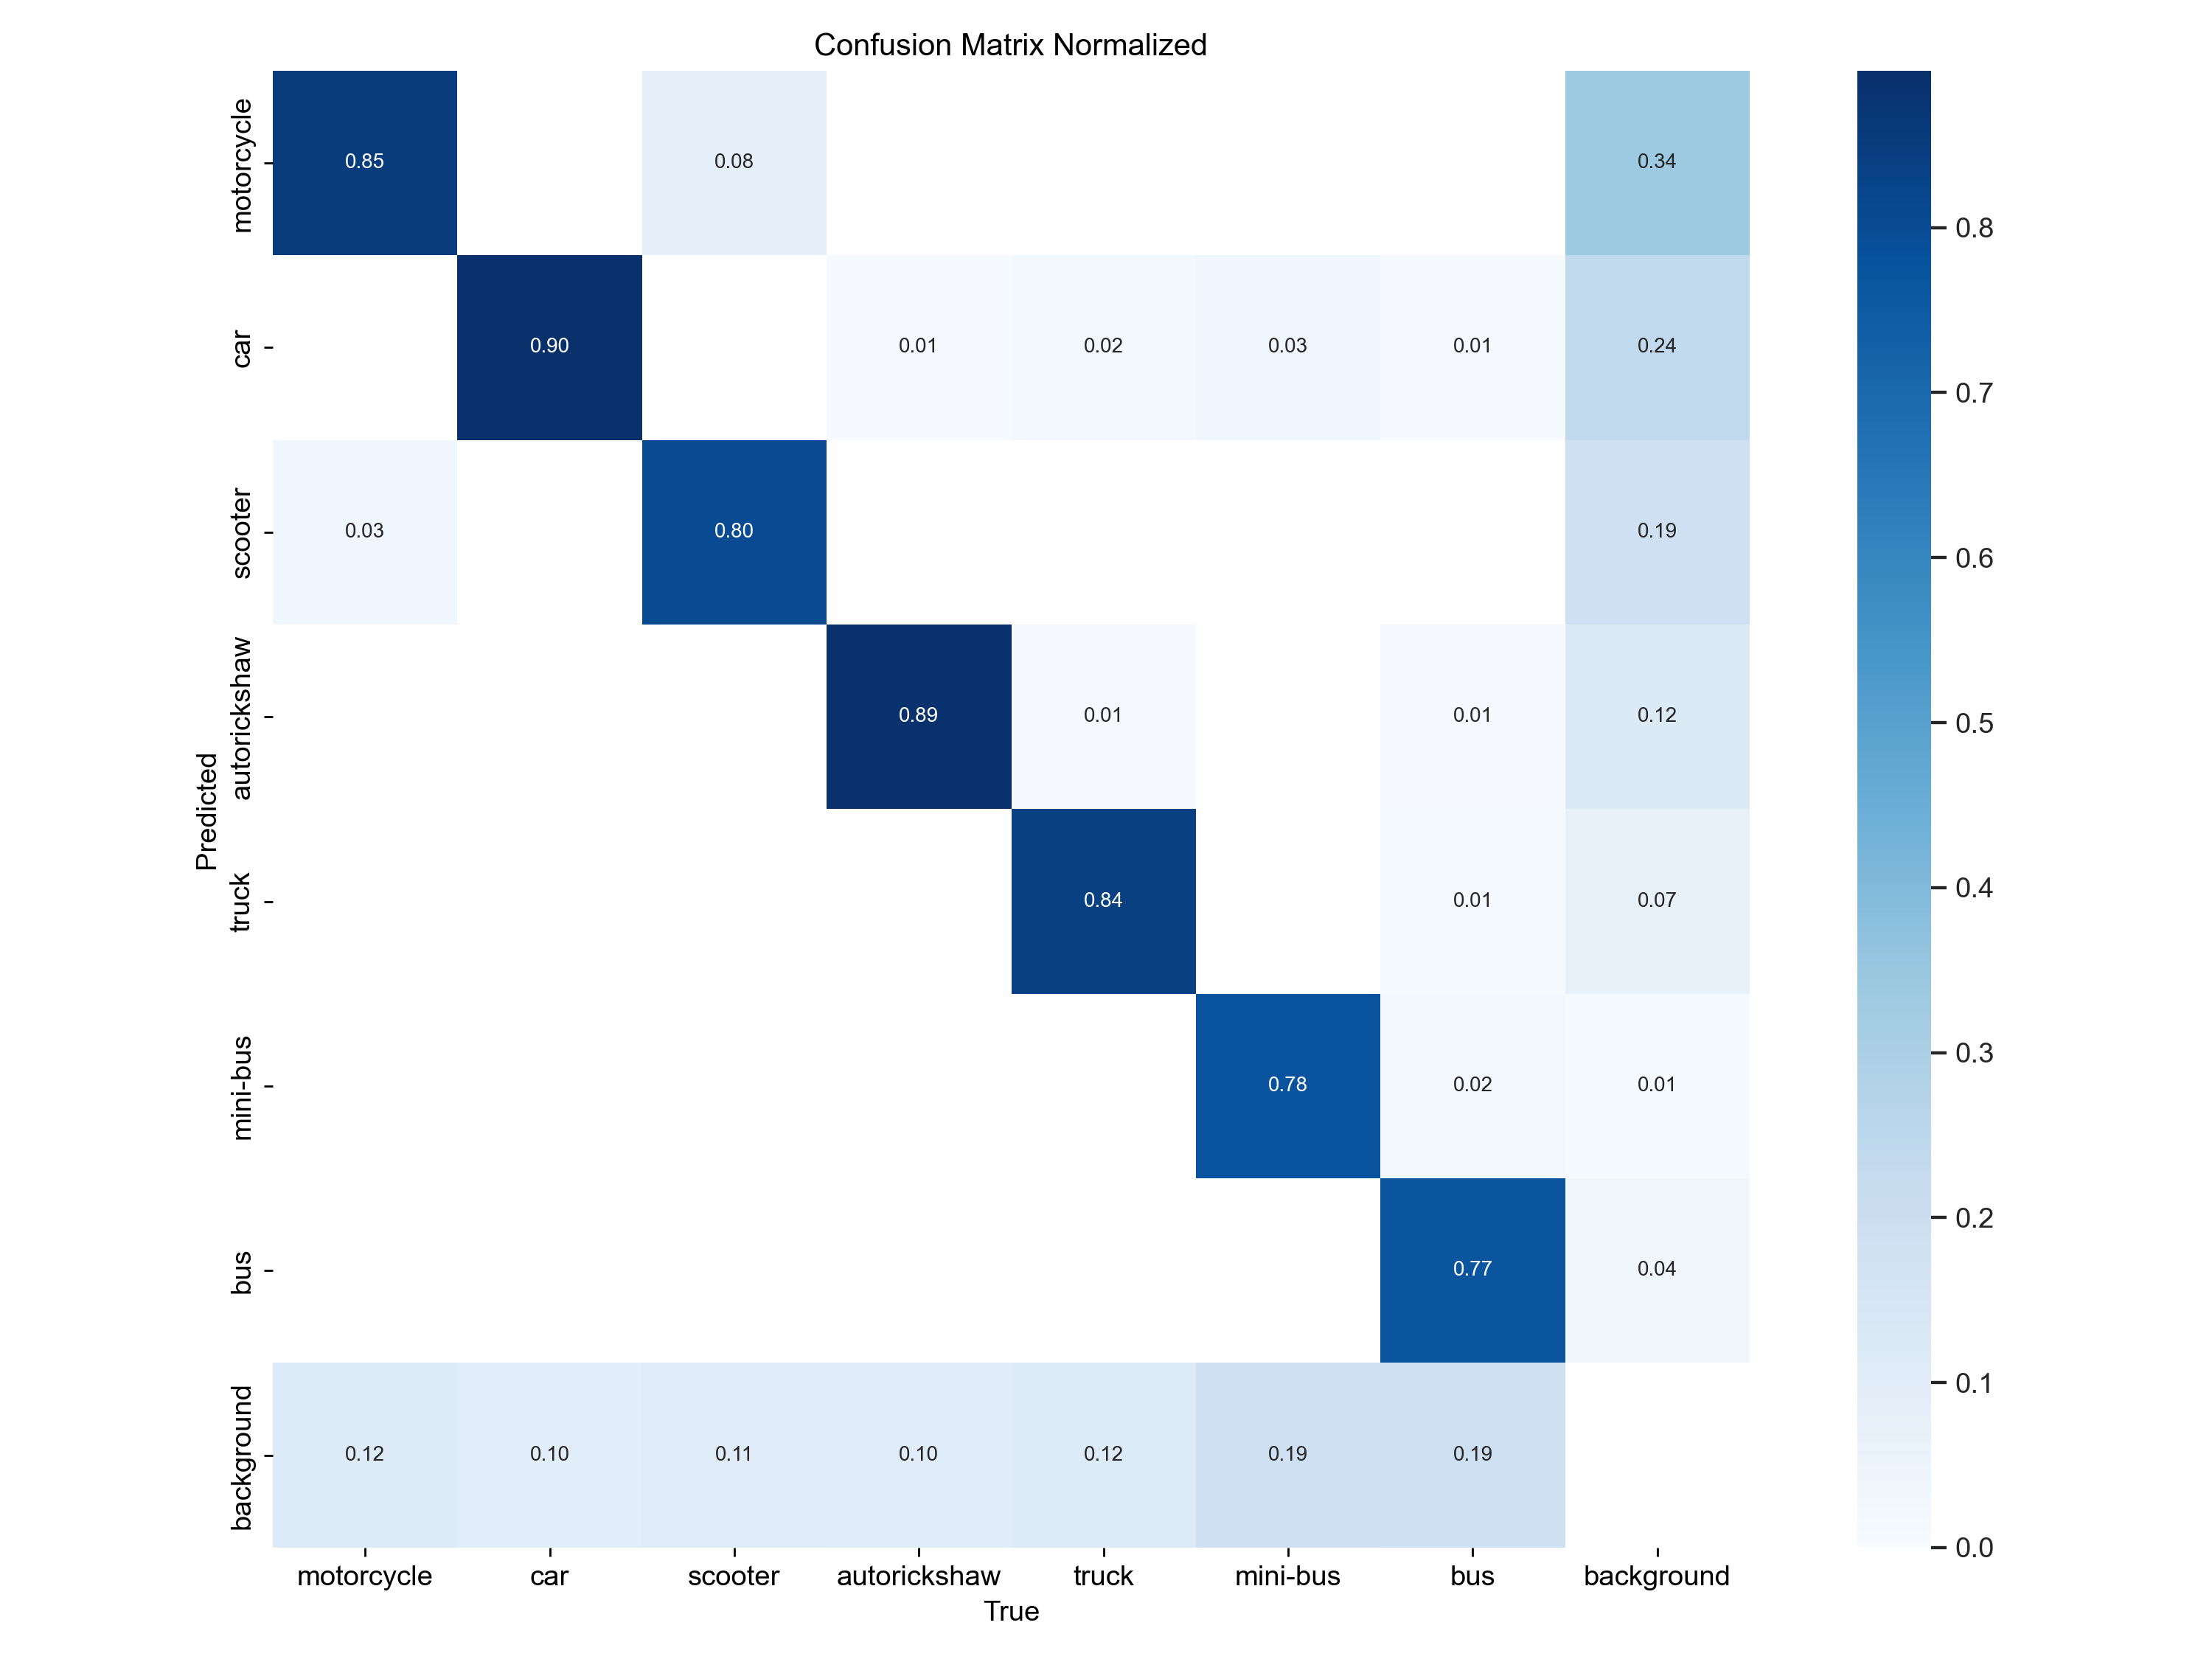 Confusion Matrix Normalized
motorcycle
0.85
0.08
0.34
car
0.90
0.01
0.02
0.03
0.01
0.24
scooter
0.03
0.80
0.19
autorickshaw
0.89
0.01
0.01
0.12
truck
0.84
0.01
0.07
mini-bus
0.78
0.02
0.01
bus
0.77
0.04
background
0.12
0.10
0.11
0.10
0.12
0.19
0.19
Predicted
motorcycle
car
scooter
autorickshaw
truck
mini-bus
bus
background
True
0.8
0.7
0.6
0.5
0.4
0.3
0.2
0.1
0.0